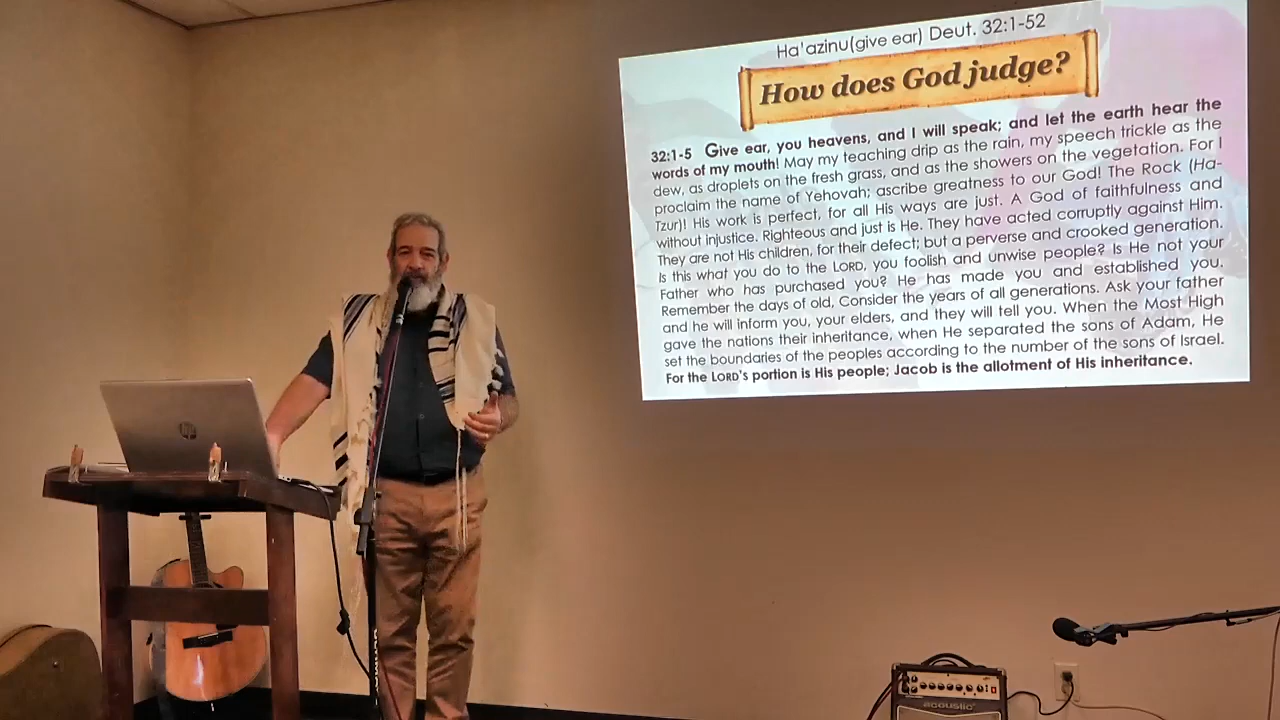 Ha'azinu(give ear) Deut. 32:1-52
How does God judge?
32:1-5 Give ear, you heavens, and I will speak; and let the earth hear the
words of my mouth! May my teaching drip as the rain, my speech trickle as the
dew, as droplets on the fresh grass, and as the showers on the vegetation. For I
proclaim the name of Yehovah; ascribe greatness to our God! The Rock (Ha-
Tzur)! His work is perfect, for all His ways are just. A God of faithfulness and
without injustice. Righteous and just is He. They have acted corruptly against Him.
They are not His children, for their defect; but a perverse and crooked generation.
Is this what you do to the LORD, you foolish and unwise people? Is He not your
Father who has purchased you? He has made you and established you.
Remember the days of old, Consider the years of all generations. Ask your father
and he will inform you, your elders, and they will tell you. When the Most High
gave the nations their inheritance, when He separated the sons of Adam, He
set the boundaries of the peoples according to the number of the sons of Israel.
For the LORD's portion is His people; Jacob is the allotment of His inheritance.
hp
acoustic